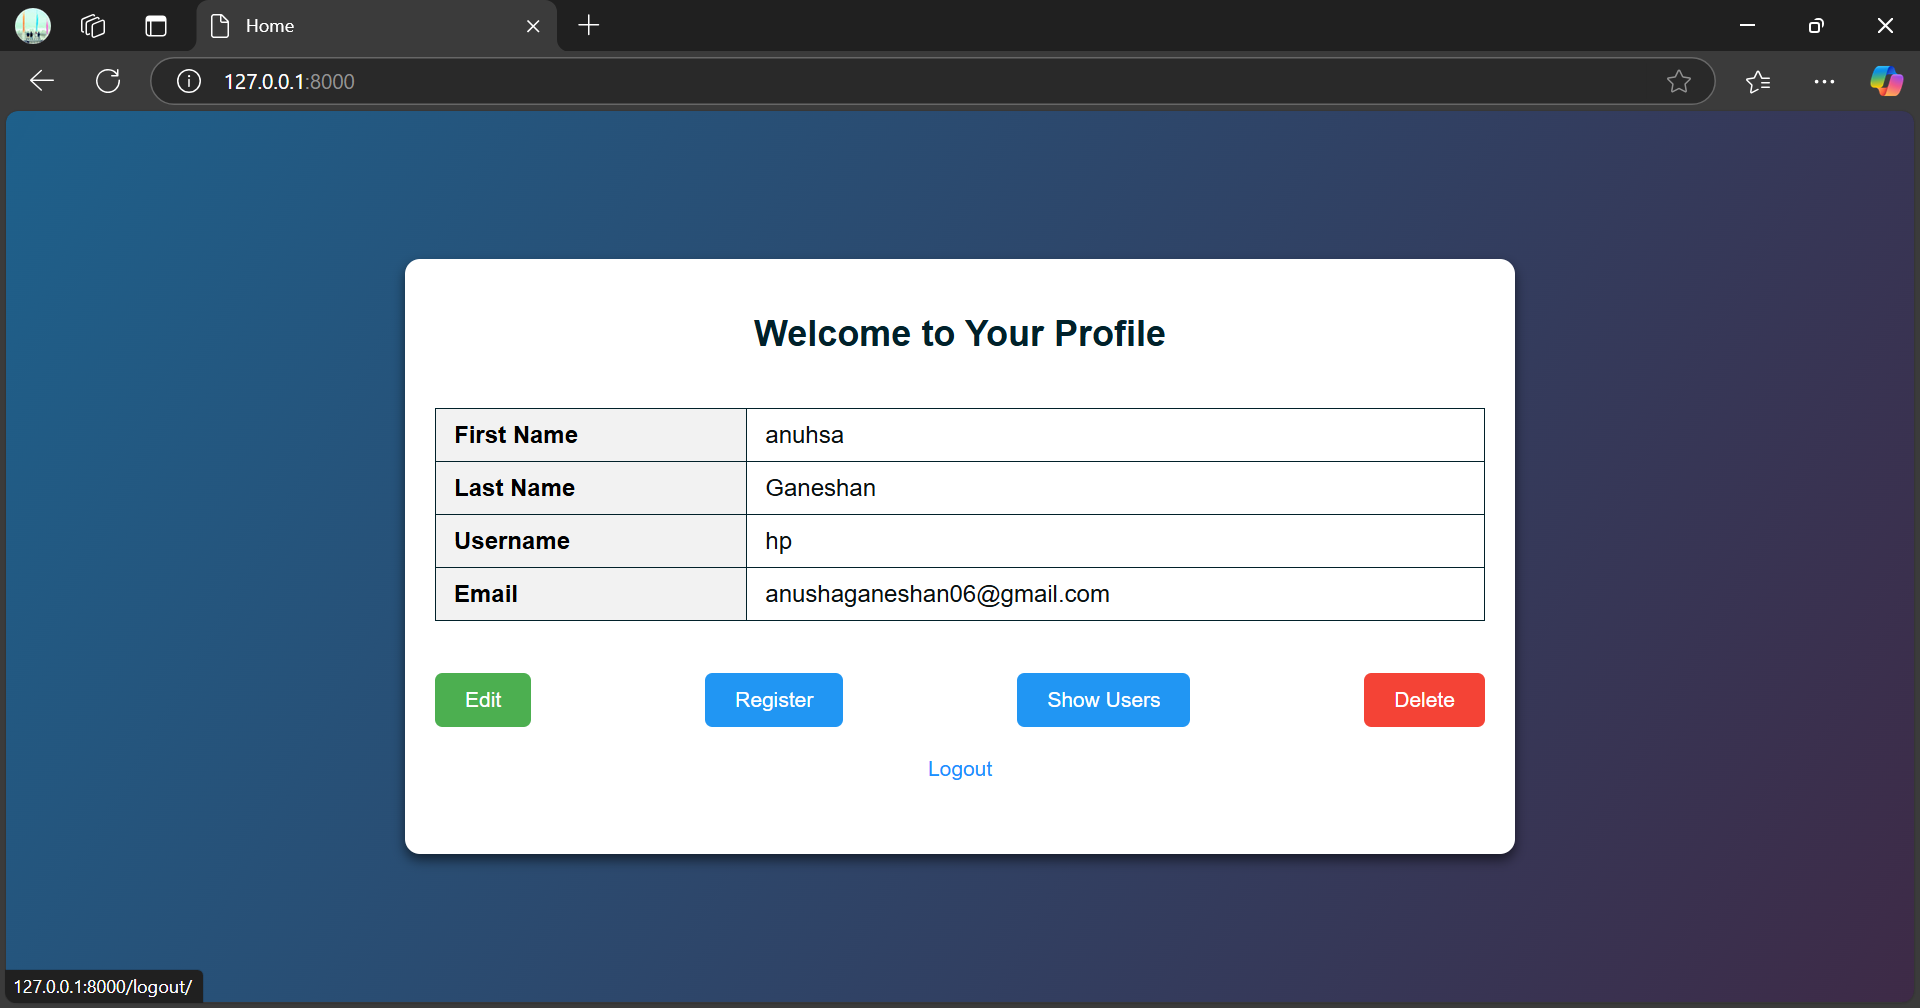 Home
127.0.0.1:8000
Welcome to Your Profile
First Name anuhsa
Last Name Ganeshan
Username hp
Email anushaganeshan06@gmail.com
Edit Register Show Users Delete
Logout
127.0.0.1:8000/logout/